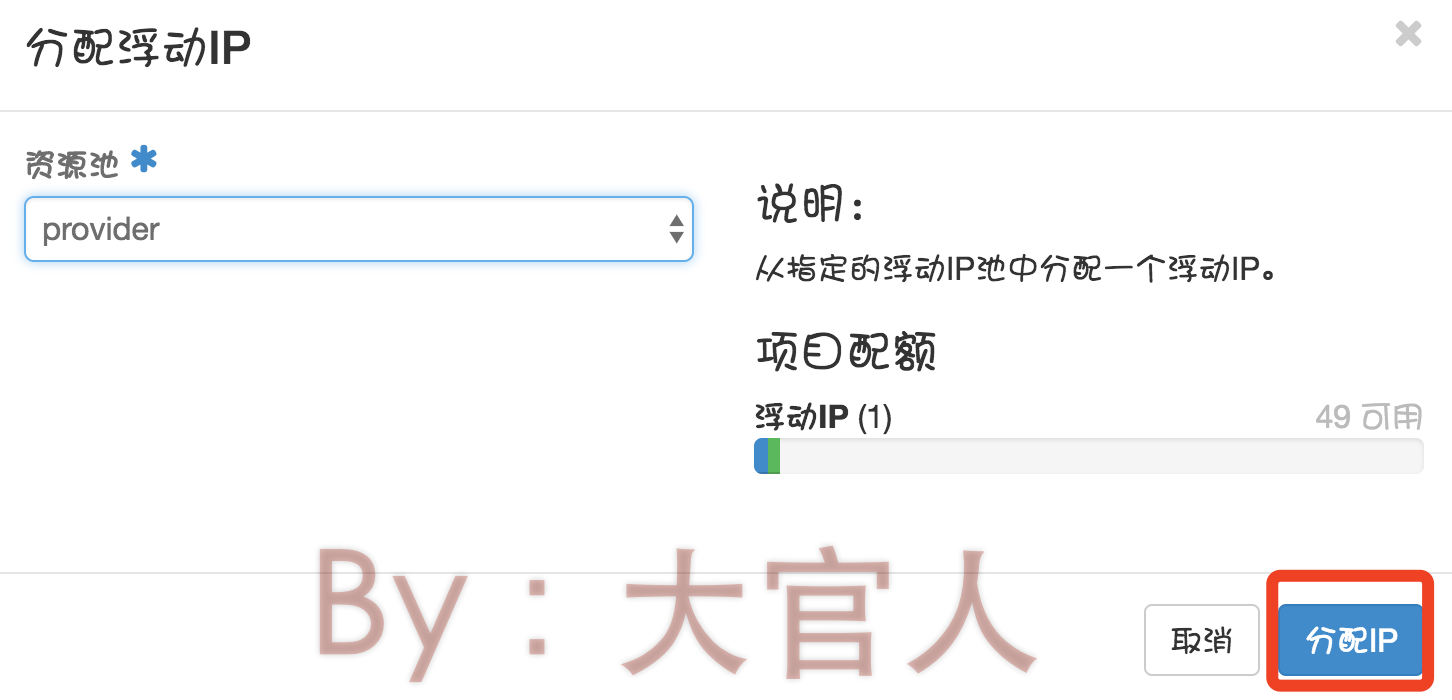 分配浮动IP
资源池
provider
说明：
从指定的浮动IP池中分配一个浮动IP。
项目配额
浮动IP (1)
49 可用
By：大官人
取消
分配IP